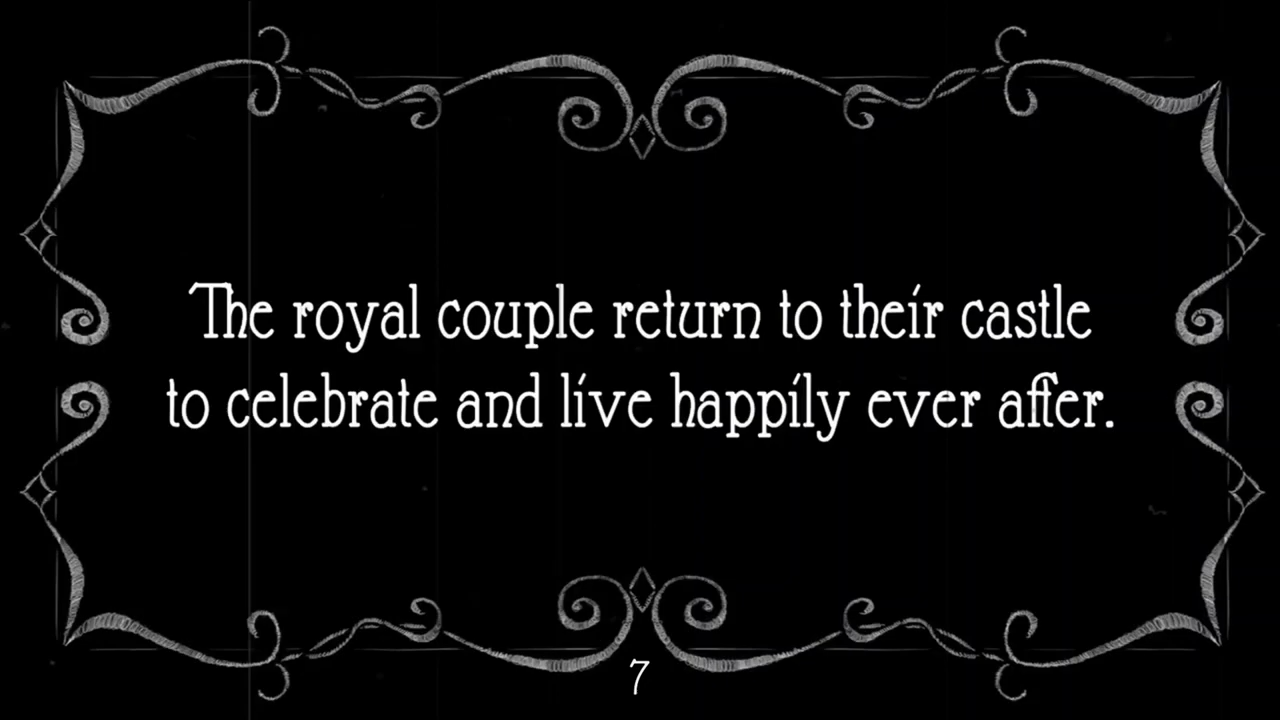 The royal couple return to their castle
to celebrate and live happily ever after.
7